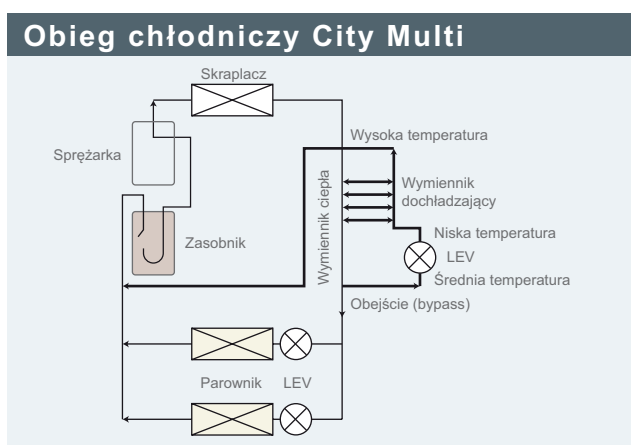 Obieg chłodniczy City Multi
Skraplacz
Wysoka temperatura
Sprężarka
Wymiennik
dochładzający
Wymiennik ciepła
Niska temperatura
Zasobnik
LEV
Średnia temperatura
Obejście (bypass)
Parownik
LEV